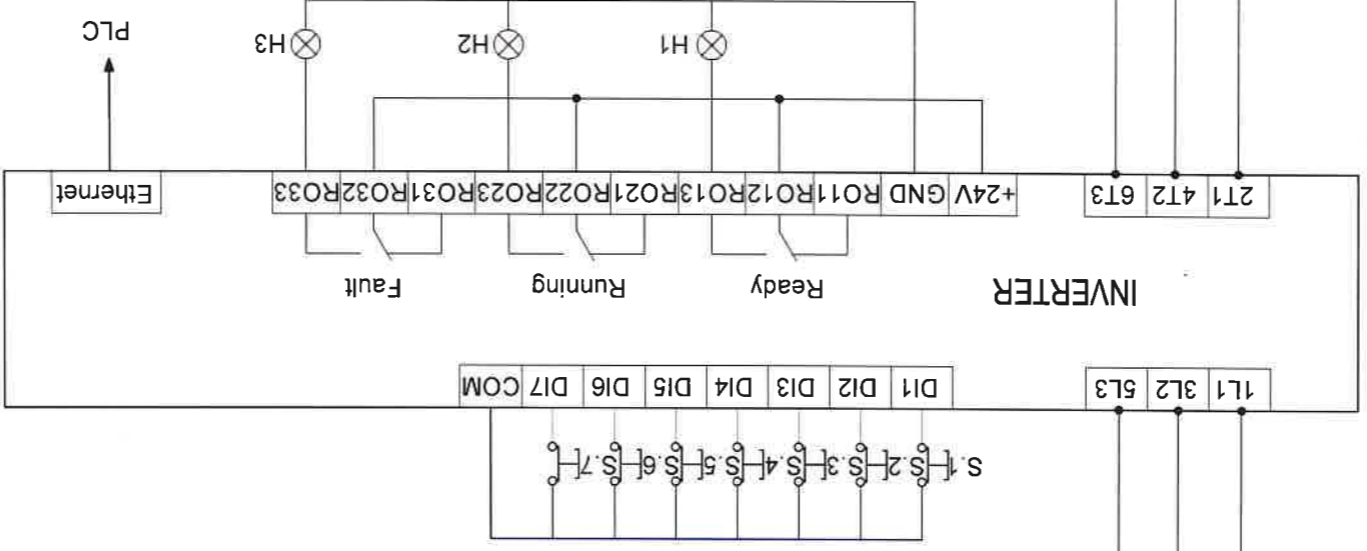 S.1 S.2 S.3 S.4 S.5 S.6 S.7
1L1 3L2 5L3 DI1 DI2 DI3 DI4 DI5 DI6 DI7 COM
INVERTER Ready Running Fault
2T1 4T2 6T3 +24V GND RO11 RO12 RO13 RO21 RO22 RO23 RO31 RO32 RO33 Ethernet
H1 H2 H3 PLC